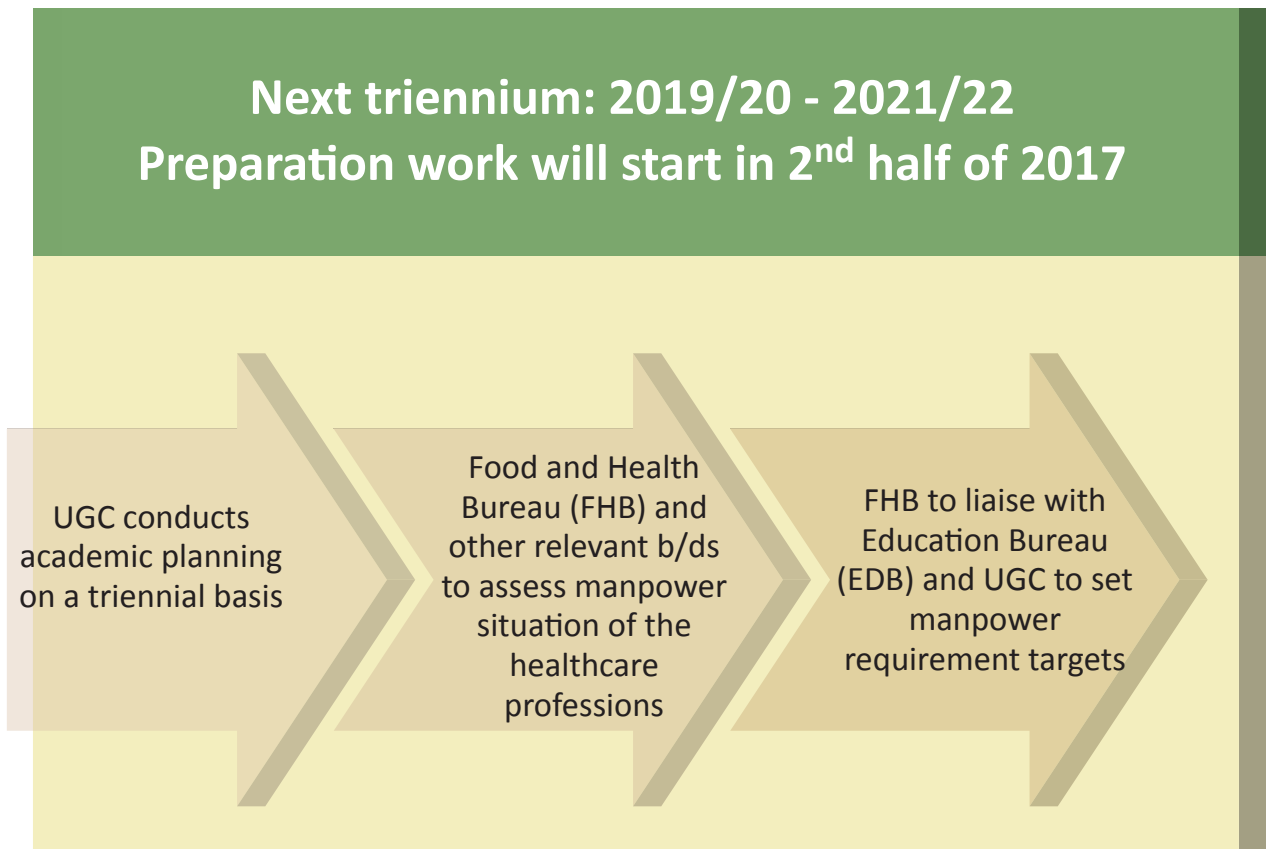 Next triennium: 2019/20 - 2021/22
Preparation work will start in 2nd half of 2017
UGC conducts
academic planning
on a triennial basis
Food and Health
Bureau (FHB) and
other relevant b/ds
to assess manpower
situation of the
healthcare
professions
FHB to liaise with
Education Bureau
(EDB) and UGC to set
manpower
requirement targets